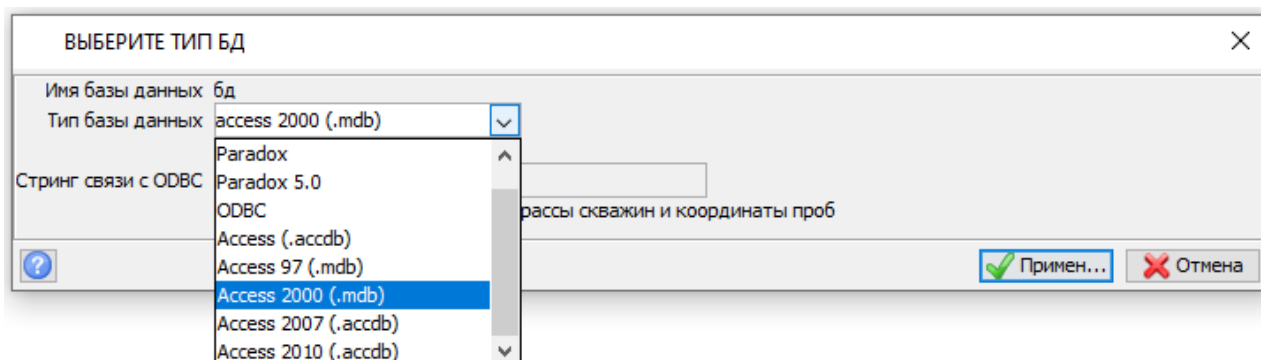 ВЫБЕРИТЕ ТИП БД
Имя базы данных бд
Тип базы данных access 2000 (.mdb)
Paradox
Стринг связи с ODBC Paradox 5.0
ODBC рассы скважин и координаты проб
Access (.accdb)
Access 97 (.mdb)
Примен... Отмена
Access 2000 (.mdb)
Access 2007 (.accdb)
Access 2010 (.accdb)